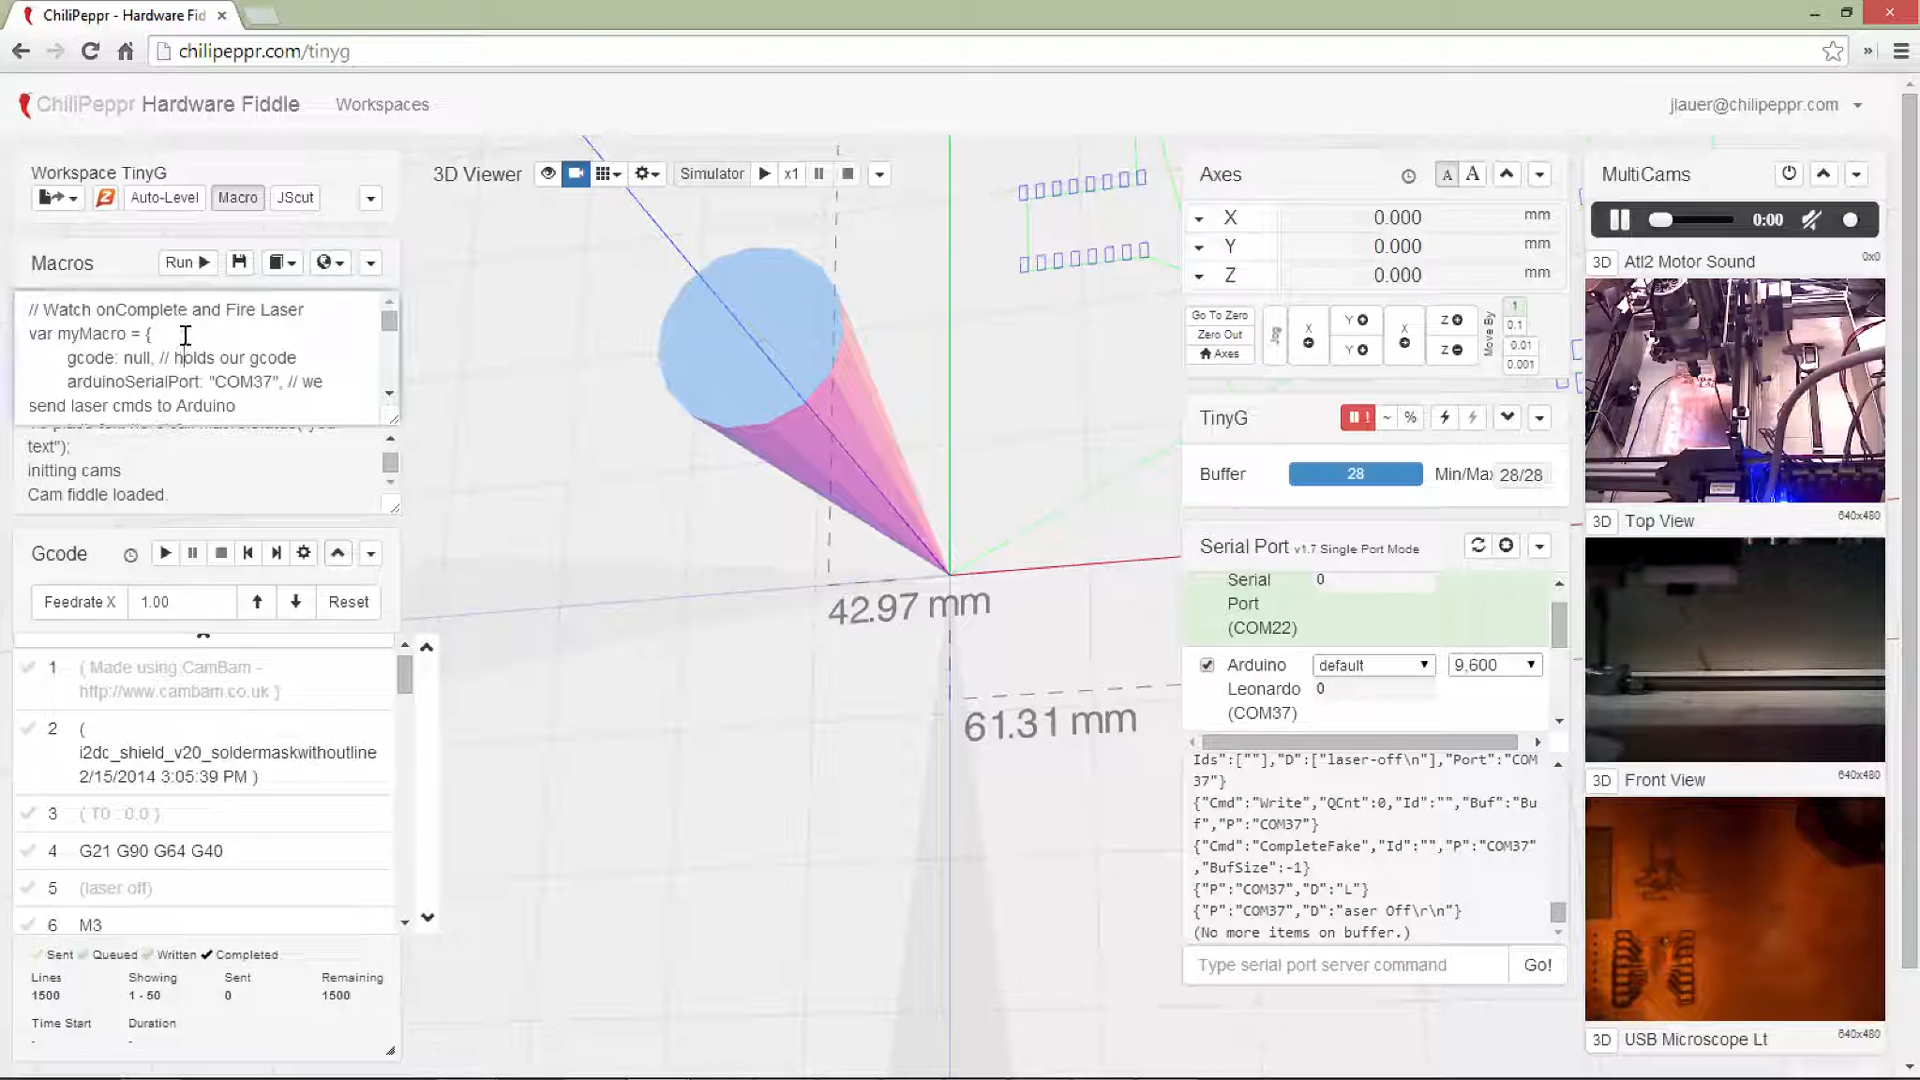 ChiliPeppr - Hardware Fid
chilipeppr.com/tinyg
ChiliPeppr Hardware Fiddle
Workspaces
jlauer@chilipeppr.com
Workspace TinyG
Auto-Level
Macro
JScut
Macros
Run
// Watch onComplete and Fire Laser
var myMacro = {
gcode: null, // holds our gcode
arduinoSerialPort: "COM37", // we
send laser cmds to Arduino
text");
initting cams
Cam fiddle loaded.
Gcode
Feedrate X
1.00
Reset
1
( Made using CamBam -
http://www.cambam.co.uk )
2
(
i2dc_shield_v20_soldermaskwithoutline
2/15/2014 3:05:39 PM )
3
( T0 : 0.0 )
4
G21 G90 G64 G40
5
(laser off)
6
M3
Sent
Queued
Written
Completed
Lines
Showing
Sent
Remaining
1500
1 - 50
0
1500
Time Start
Duration
-
-
3D Viewer
Simulator
x1
42.97 mm
61.31 mm
Axes
A
A
X
0.000
mm
Y
0.000
mm
Z
0.000
mm
Go To Zero
Zero Out
Axes
Jog
X
Y
Y
X
Z
Z
Move By
1
0.1
0.01
0.001
TinyG
!
~
%
Buffer
28
Min/Max
28/28
Serial Port v1.7 Single Port Mode
Serial
Port
(COM22)
0
Arduino
Leonardo
(COM37)
default
9,600
0
Ids":[""],"D":["laser-off\n"],"Port":"COM
37"}
{"Cmd":"Write","QCnt":0,"Id":"","Buf":"Bu
f","P":"COM37"}
{"Cmd":"CompleteFake","Id":"","P":"COM37"
,"BufSize":-1}
{"P":"COM37","D":"L"}
{"P":"COM37","D":"aser Off\r\n"}
(No more items on buffer.)
Type serial port server command
Go!
MultiCams
0:00
3D
Atl2 Motor Sound
0x0
3D
Top View
640x480
3D
Front View
640x480
3D
USB Microscope Lt
640x480